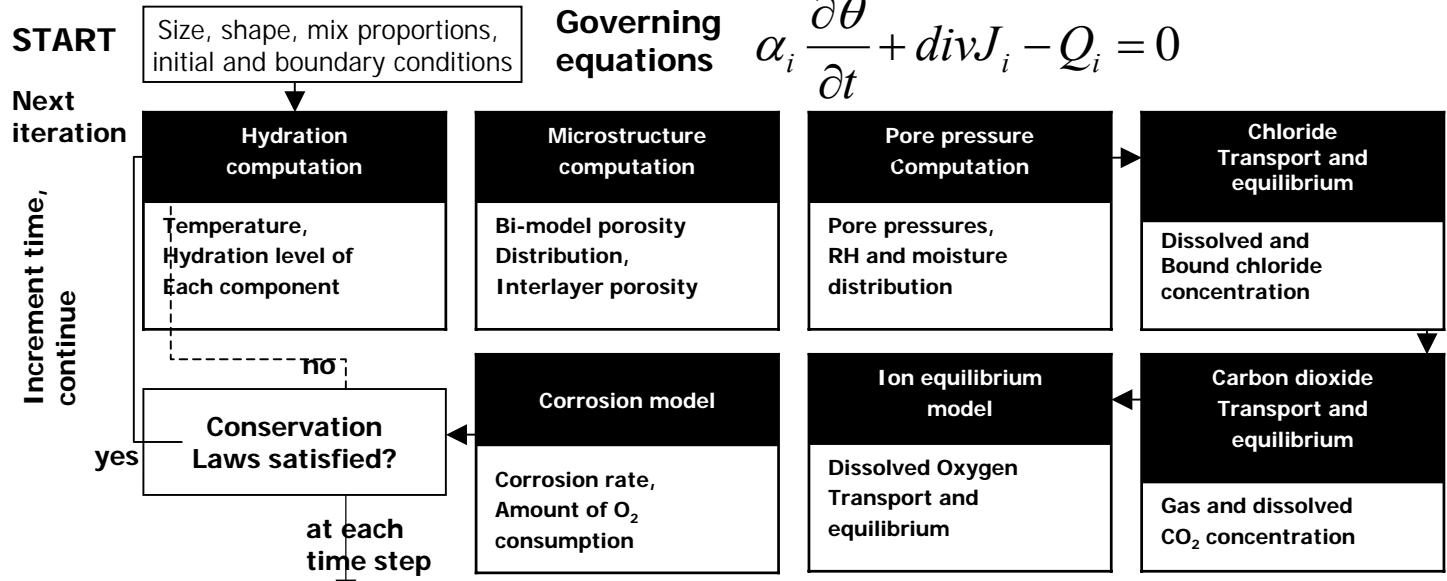 START
Size, shape, mix proportions,
initial and boundary conditions
Governing
equations
α_i ∂θ/∂t + divJ_i − Q_i = 0
Next
iteration
Increment time,
continue
Hydration
computation
Temperature,
Hydration level of
Each component
Microstructure
computation
Bi-model porosity
Distribution,
Interlayer porosity
Pore pressure
Computation
Pore pressures,
RH and moisture
distribution
Chloride
Transport and
equilibrium
Dissolved and
Bound chloride
concentration
no
Conservation
Laws satisfied?
yes
at each
time step
Corrosion model
Corrosion rate,
Amount of O₂
consumption
Ion equilibrium
model
Dissolved Oxygen
Transport and
equilibrium
Carbon dioxide
Transport and
equilibrium
Gas and dissolved
CO₂ concentration